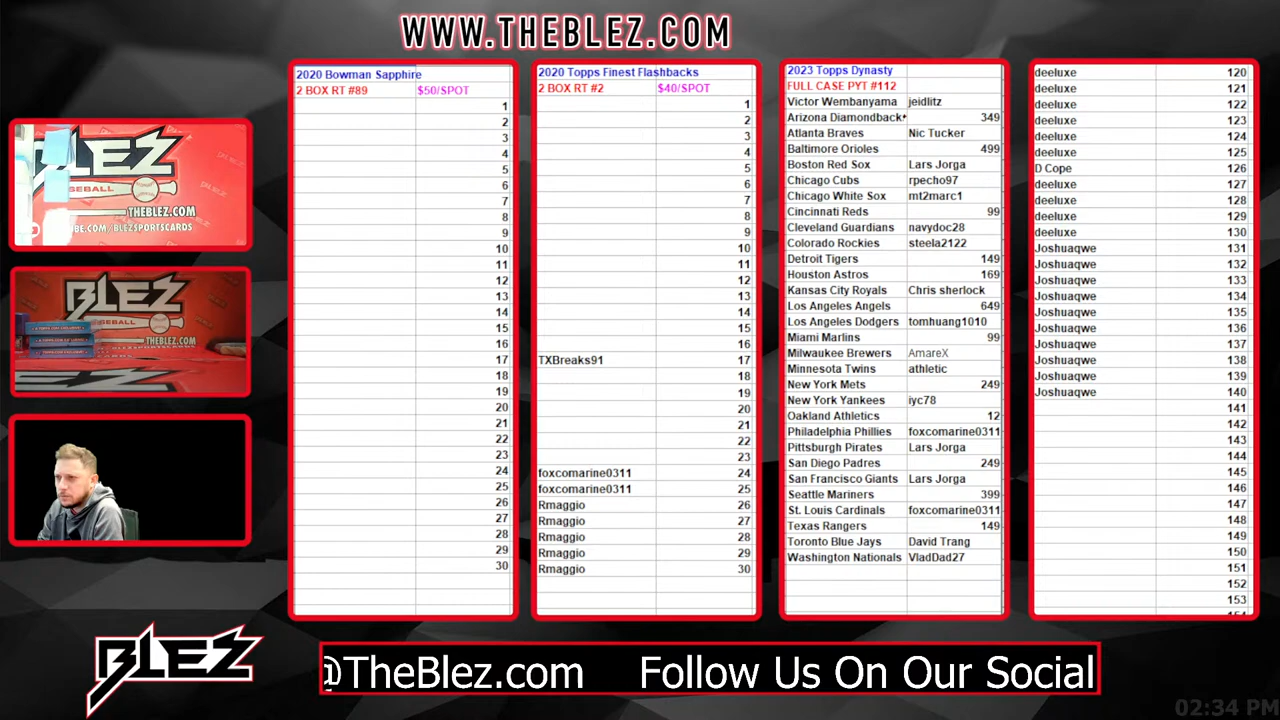 WWW.THEBLEZ.COM
BLEZ
BASEBALL
THEBLEZ.COM
BE.COM/BLEZSPORTSCARDS
BLEZ
THEBLEZ.COM
2020 Bowman Sapphire
2 BOX RT #89 $50/SPOT
1
2
3
4
5
6
7
8
9
10
11
12
13
14
15
16
17
18
19
20
21
22
23
24
25
26
27
28
29
30
2020 Topps Finest Flashbacks
2 BOX RT #2 $40/SPOT
1
2
3
4
5
6
7
8
9
10
11
12
13
14
15
16
TXBreaks91 17
18
19
20
21
22
23
foxcomarine0311 24
foxcomarine0311 25
Rmaggio 26
Rmaggio 27
Rmaggio 28
Rmaggio 29
Rmaggio 30
2023 Topps Dynasty
FULL CASE PYT #112
Victor Wembanyama jeidlitz
Arizona Diamondback 349
Atlanta Braves Nic Tucker
Baltimore Orioles 499
Boston Red Sox Lars Jorga
Chicago Cubs rpecho97
Chicago White Sox mt2marc1
Cincinnati Reds 99
Cleveland Guardians navydoc28
Colorado Rockies steela2122
Detroit Tigers 149
Houston Astros 169
Kansas City Royals Chris sherlock
Los Angeles Angels 649
Los Angeles Dodgers tomhuang1010
Miami Marlins 99
Milwaukee Brewers AmareX
Minnesota Twins athletic
New York Mets 249
New York Yankees iyc78
Oakland Athletics 12
Philadelphia Phillies foxcomarine0311
Pittsburgh Pirates Lars Jorga
San Diego Padres 249
San Francisco Giants Lars Jorga
Seattle Mariners 399
St. Louis Cardinals foxcomarine0311
Texas Rangers 149
Toronto Blue Jays David Trang
Washington Nationals VladDad27
deeluxe 120
deeluxe 121
deeluxe 122
deeluxe 123
deeluxe 124
deeluxe 125
D Cope 126
deeluxe 127
deeluxe 128
deeluxe 129
deeluxe 130
Joshuaqwe 131
Joshuaqwe 132
Joshuaqwe 133
Joshuaqwe 134
Joshuaqwe 135
Joshuaqwe 136
Joshuaqwe 137
Joshuaqwe 138
Joshuaqwe 139
Joshuaqwe 140
141
142
143
144
145
146
147
148
149
150
151
152
153
154
BLEZ
@TheBlez.com Follow Us On Our Social
02:34 PM